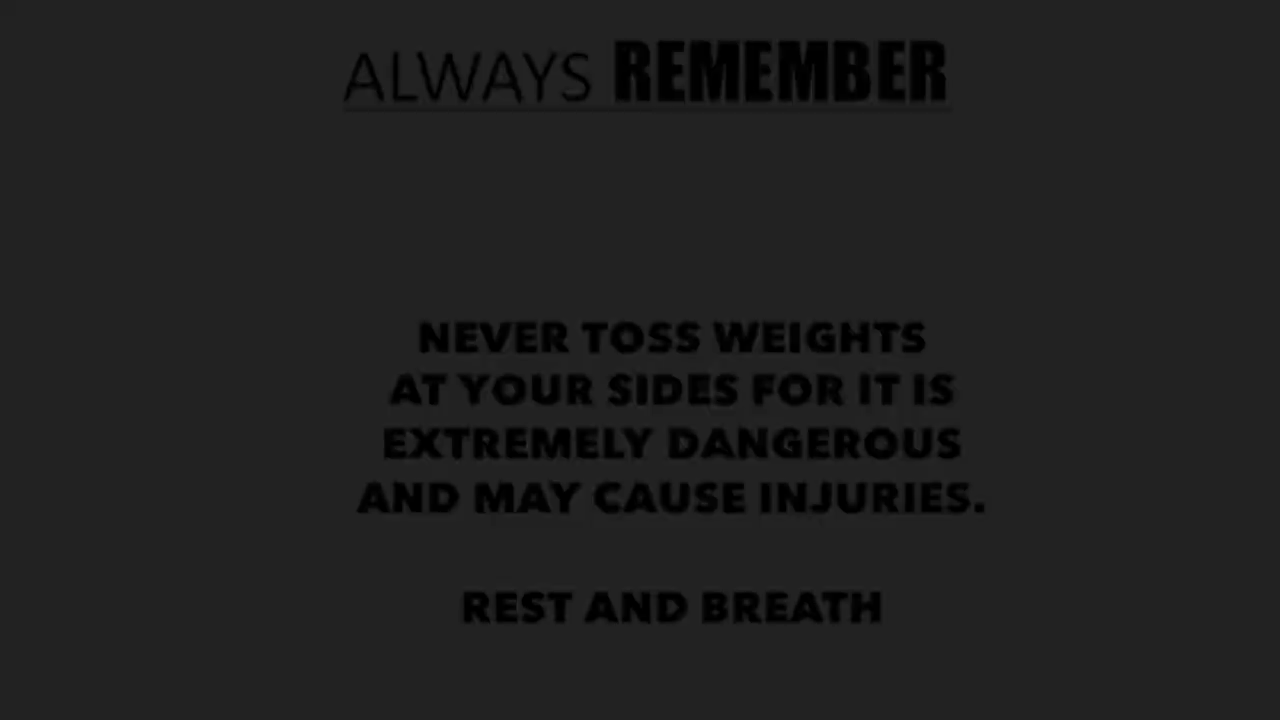 ALWAYS REMEMBER
NEVER TOSS WEIGHTS
AT YOUR SIDES FOR IT IS
EXTREMELY DANGEROUS
AND MAY CAUSE INJURIES.
REST AND BREATH